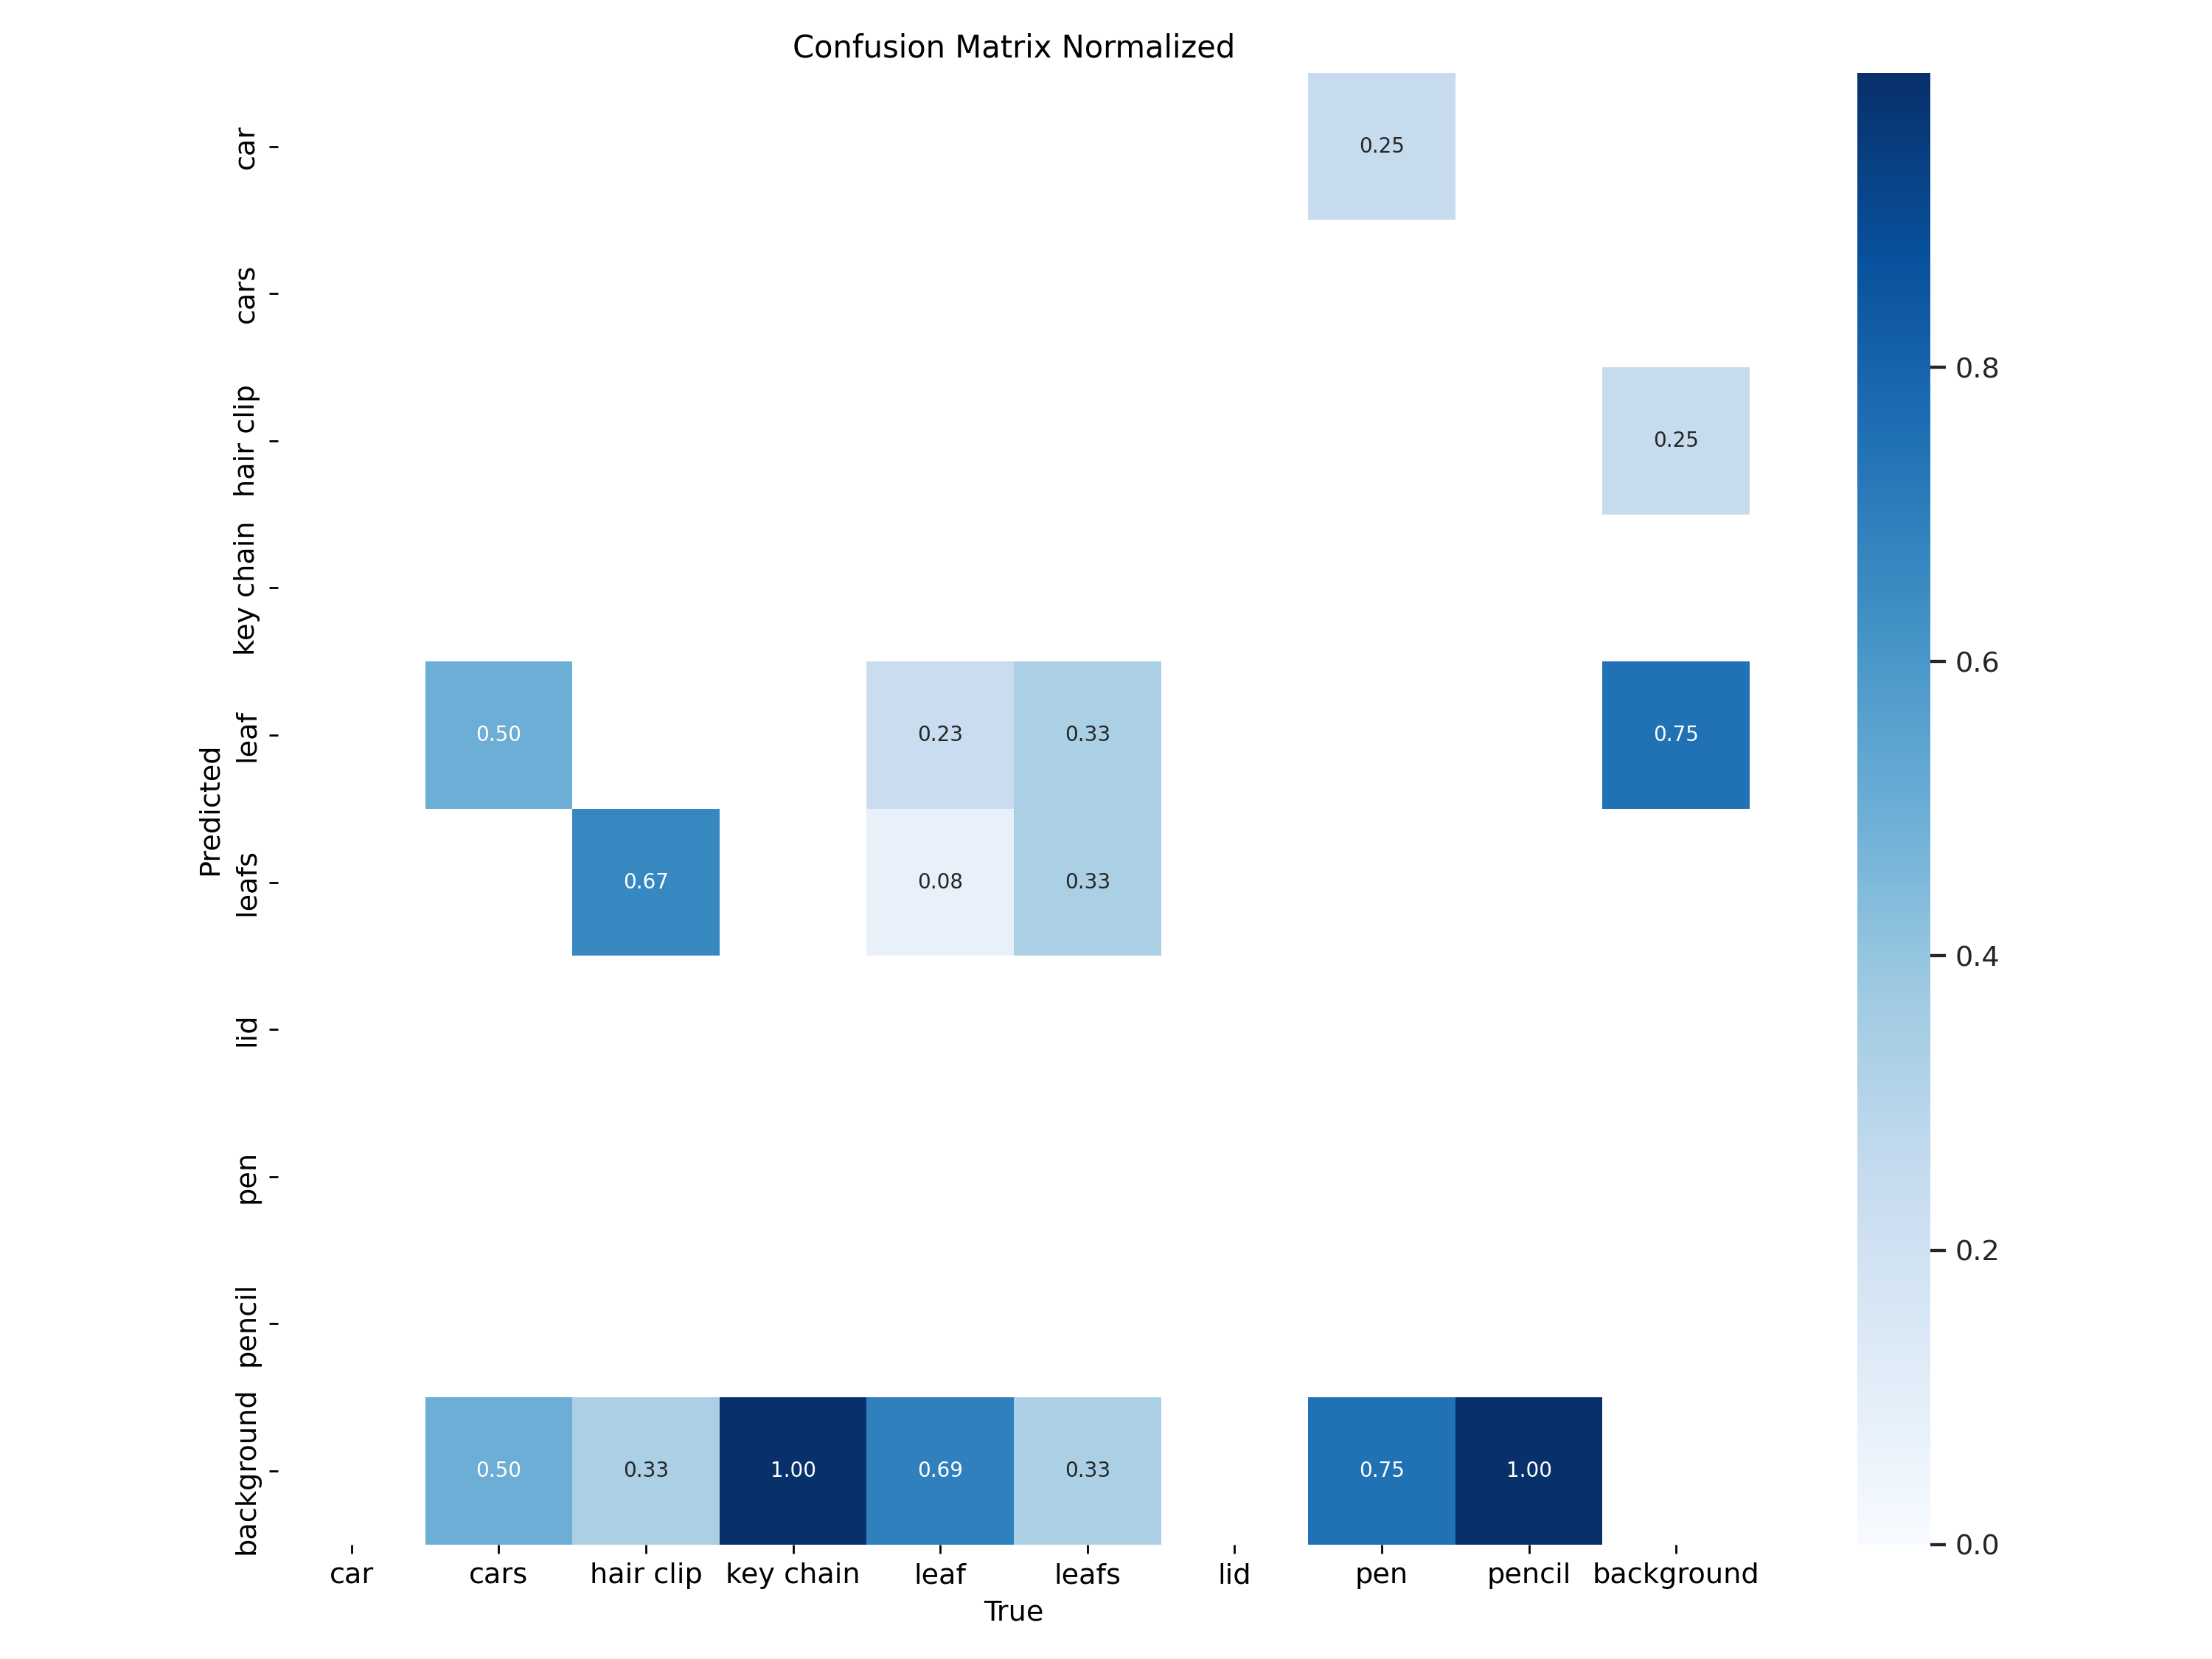 Confusion Matrix Normalized
Predicted
car
0.25
cars
hair clip
0.25
key chain
leaf
0.50
0.23
0.33
0.75
leafs
0.67
0.08
0.33
lid
pen
pencil
background
0.50
0.33
1.00
0.69
0.33
0.75
1.00
car cars hair clip key chain leaf leafs lid pen pencil background
True
0.8
0.6
0.4
0.2
0.0